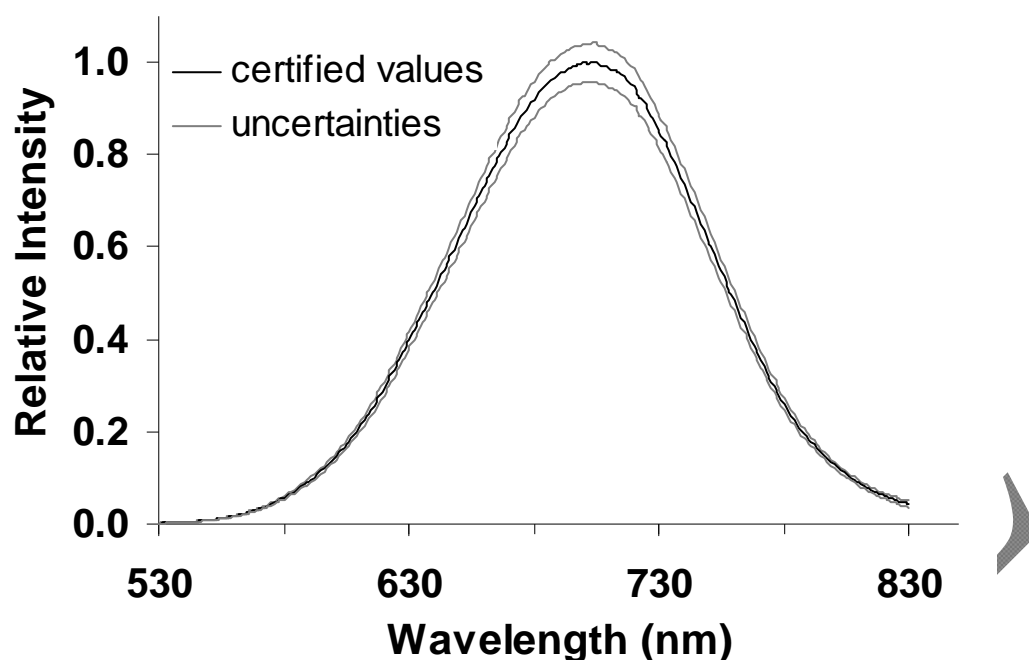 1.0
0.8
0.6
0.4
0.2
0.0
Relative Intensity
certified values
uncertainties
530 630 730 830
Wavelength (nm)